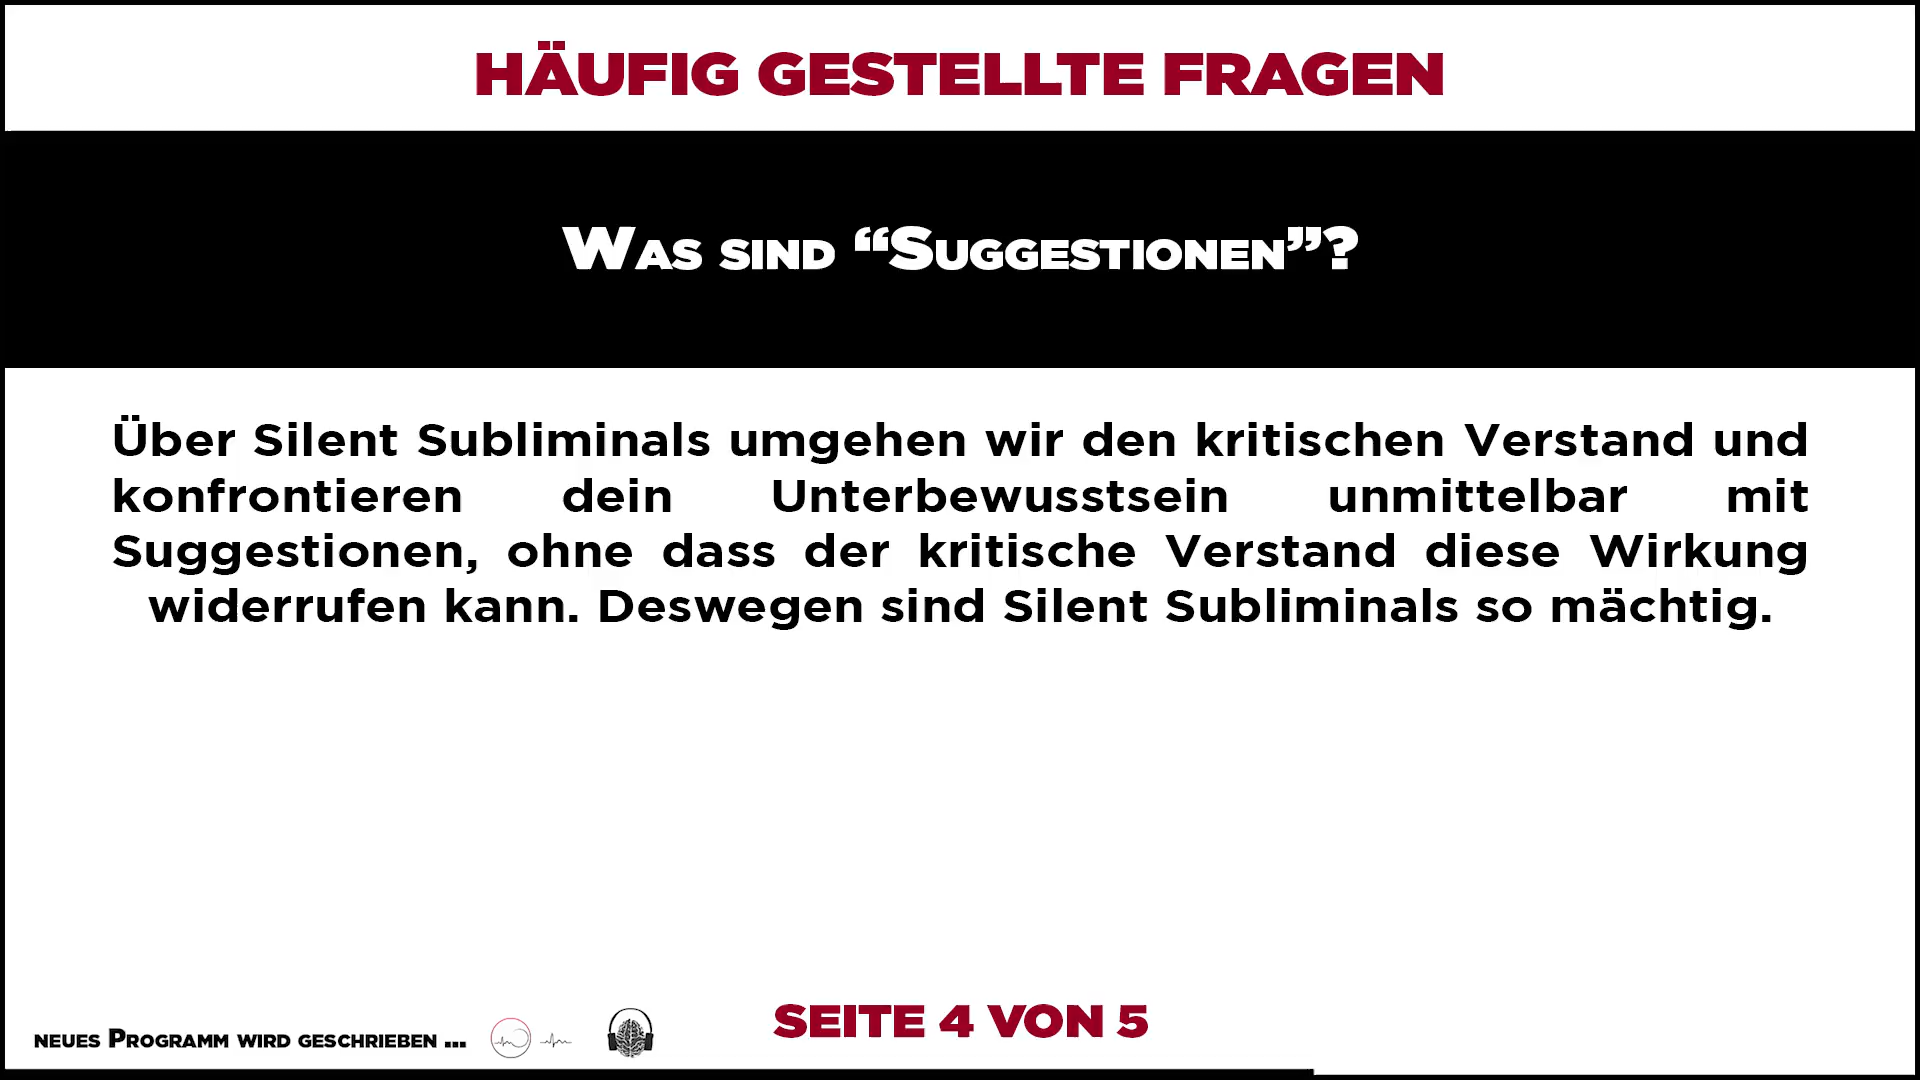 HÄUFIG GESTELLTE FRAGEN
WAS SIND “SUGGESTIONEN”?
Über Silent Subliminals umgehen wir den kritischen Verstand und
konfrontieren dein Unterbewusstsein unmittelbar mit
Suggestionen, ohne dass der kritische Verstand diese Wirkung
widerrufen kann. Deswegen sind Silent Subliminals so mächtig.
NEUES PROGRAMM WIRD GESCHRIEBEN ...
SEITE 4 VON 5